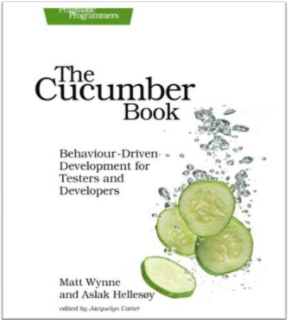 Pragmatic
Programmers
The
Cucumber
Book
Behaviour-Driven
Development for
Testers and
Developers
Matt Wynne
and Aslak Hellesøy
edited by Jacquelyn Carter